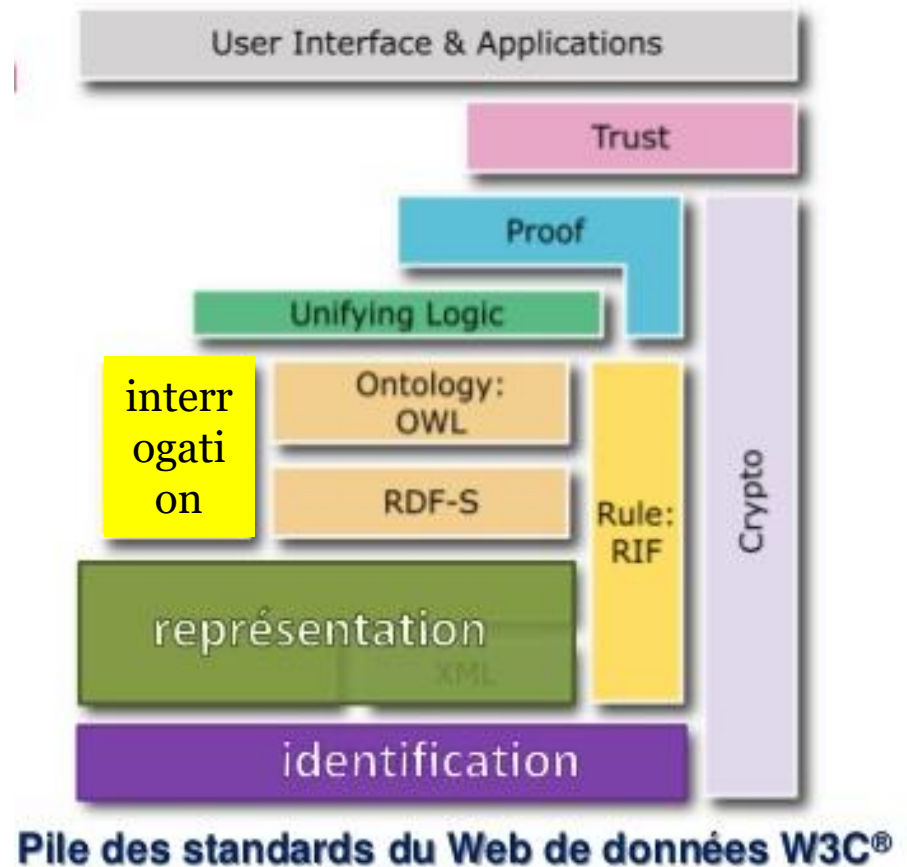 User Interface & Applications
Trust
Proof
Unifying Logic
interr
ogati
on
Ontology:
OWL
RDF-S
Rule:
RIF
Crypto
représentation
XML
identification
Pile des standards du Web de données W3C®